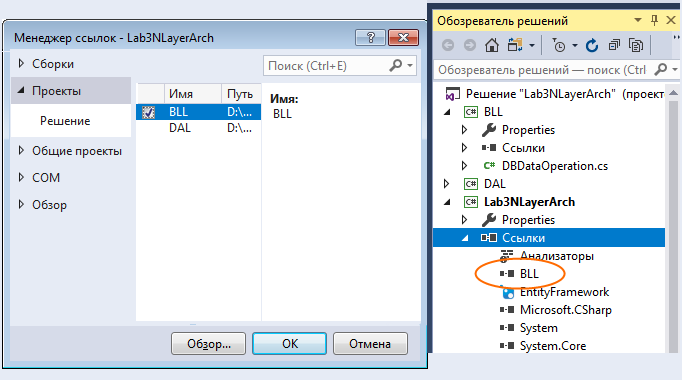 Менеджер ссылок - Lab3NLayerArch
Сборки
Проекты
Решение
Общие проекты
COM
Обзор
Поиск (Ctrl+E)
Имя Путь
BLL D:\...
DAL D:\...
Имя:
BLL
Обзор...
OK
Отмена
Обозреватель решений
Обозреватель решений — поиск (Ctrl
Решение "Lab3NLayerArch" (проект
BLL
Properties
Ссылки
DBDataOperation.cs
DAL
Lab3NLayerArch
Properties
Ссылки
Анализаторы
BLL
EntityFramework
Microsoft.CSharp
System
System.Core